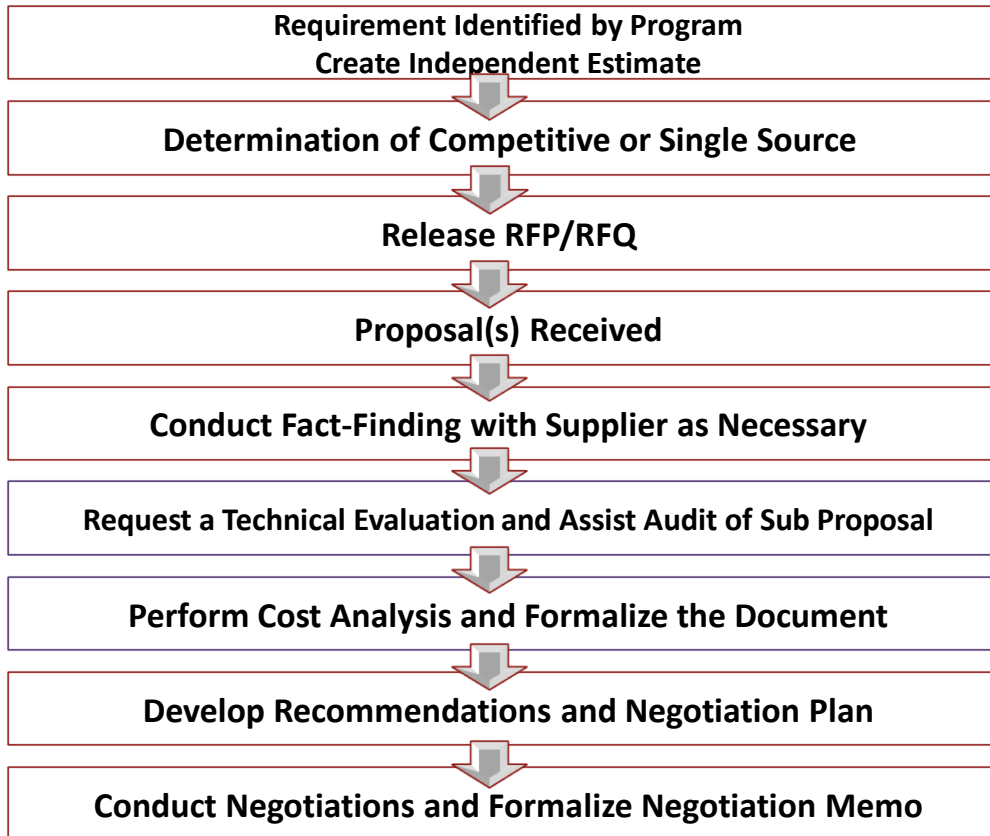 Requirement Identified by Program
Create Independent Estimate
Determination of Competitive or Single Source
Release RFP/RFQ
Proposal(s) Received
Conduct Fact-Finding with Supplier as Necessary
Request a Technical Evaluation and Assist Audit of Sub Proposal
Perform Cost Analysis and Formalize the Document
Develop Recommendations and Negotiation Plan
Conduct Negotiations and Formalize Negotiation Memo